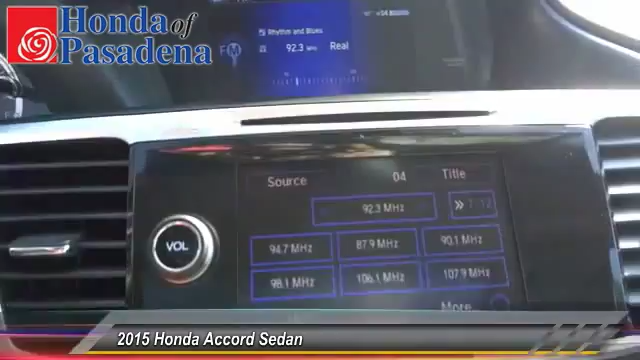 Honda of
Pasadena
Rhythm and Blues
FM 92.3 MHz Real
Source 04 Title
92.3 MHz
VOL
94.7 MHz 87.9 MHz 90.1 MHz
98.1 MHz 106.1 MHz 107.9 MHz
More...
2015 Honda Accord Sedan